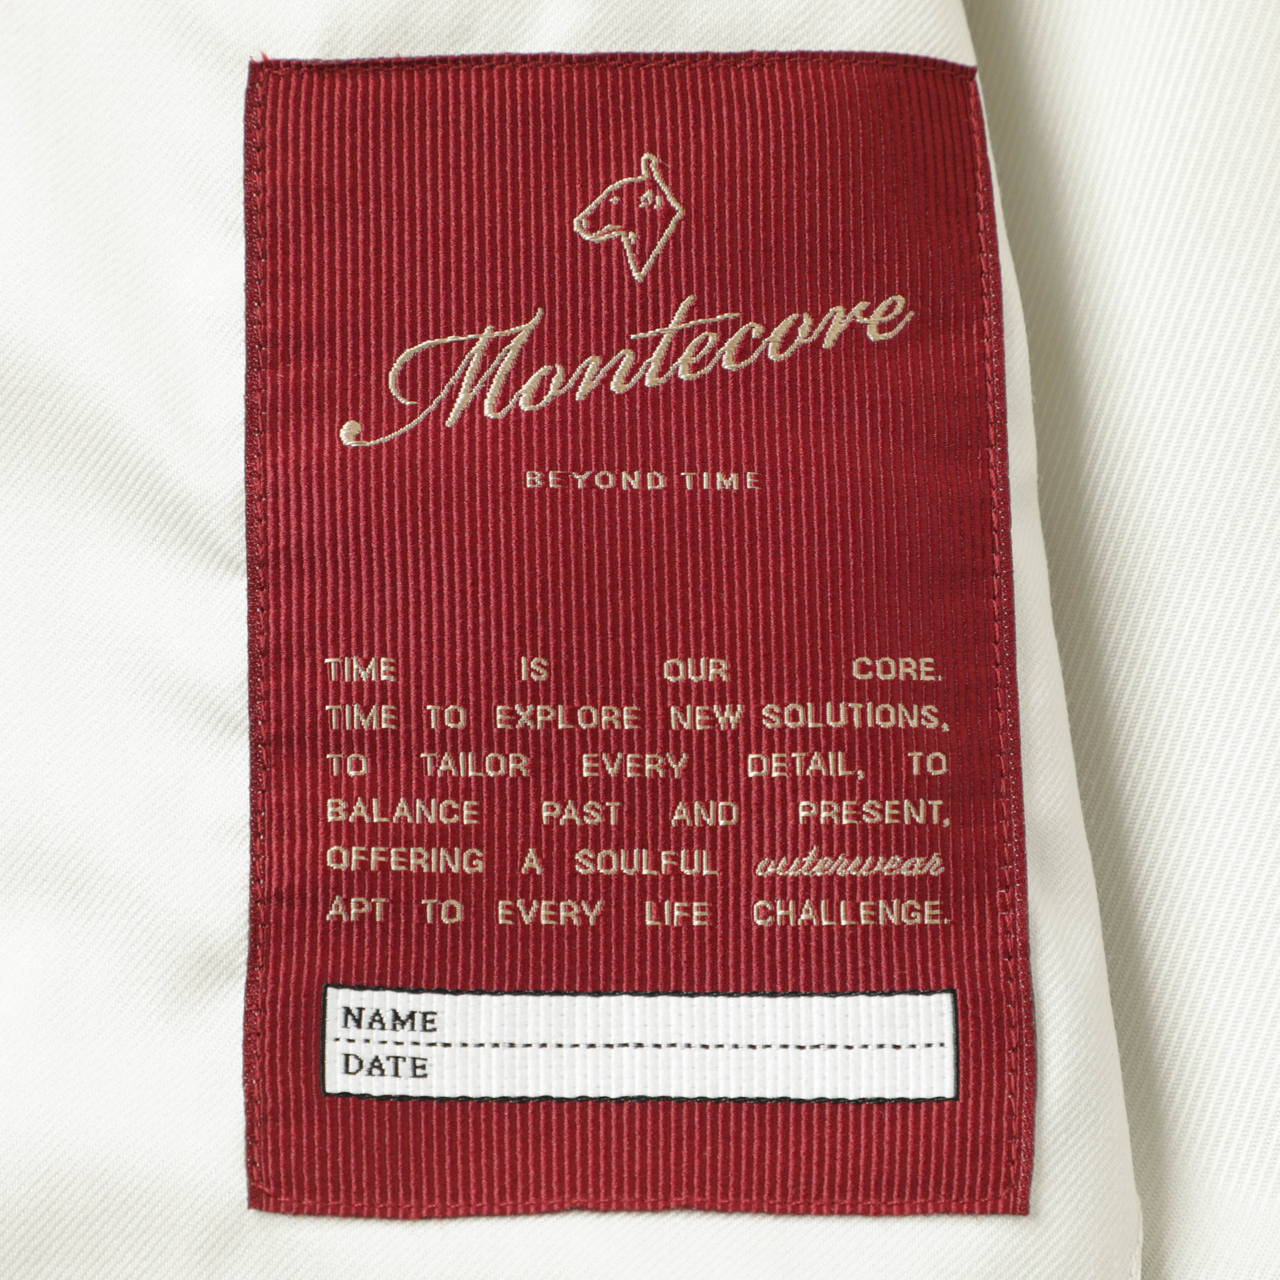 Montecore
BEYOND TIME
TIME IS OUR CORE.
TIME TO EXPLORE NEW SOLUTIONS,
TO TAILOR EVERY DETAIL, TO
BALANCE PAST AND PRESENT,
OFFERING A SOULFUL outerwear
APT TO EVERY LIFE CHALLENGE.
NAME
DATE